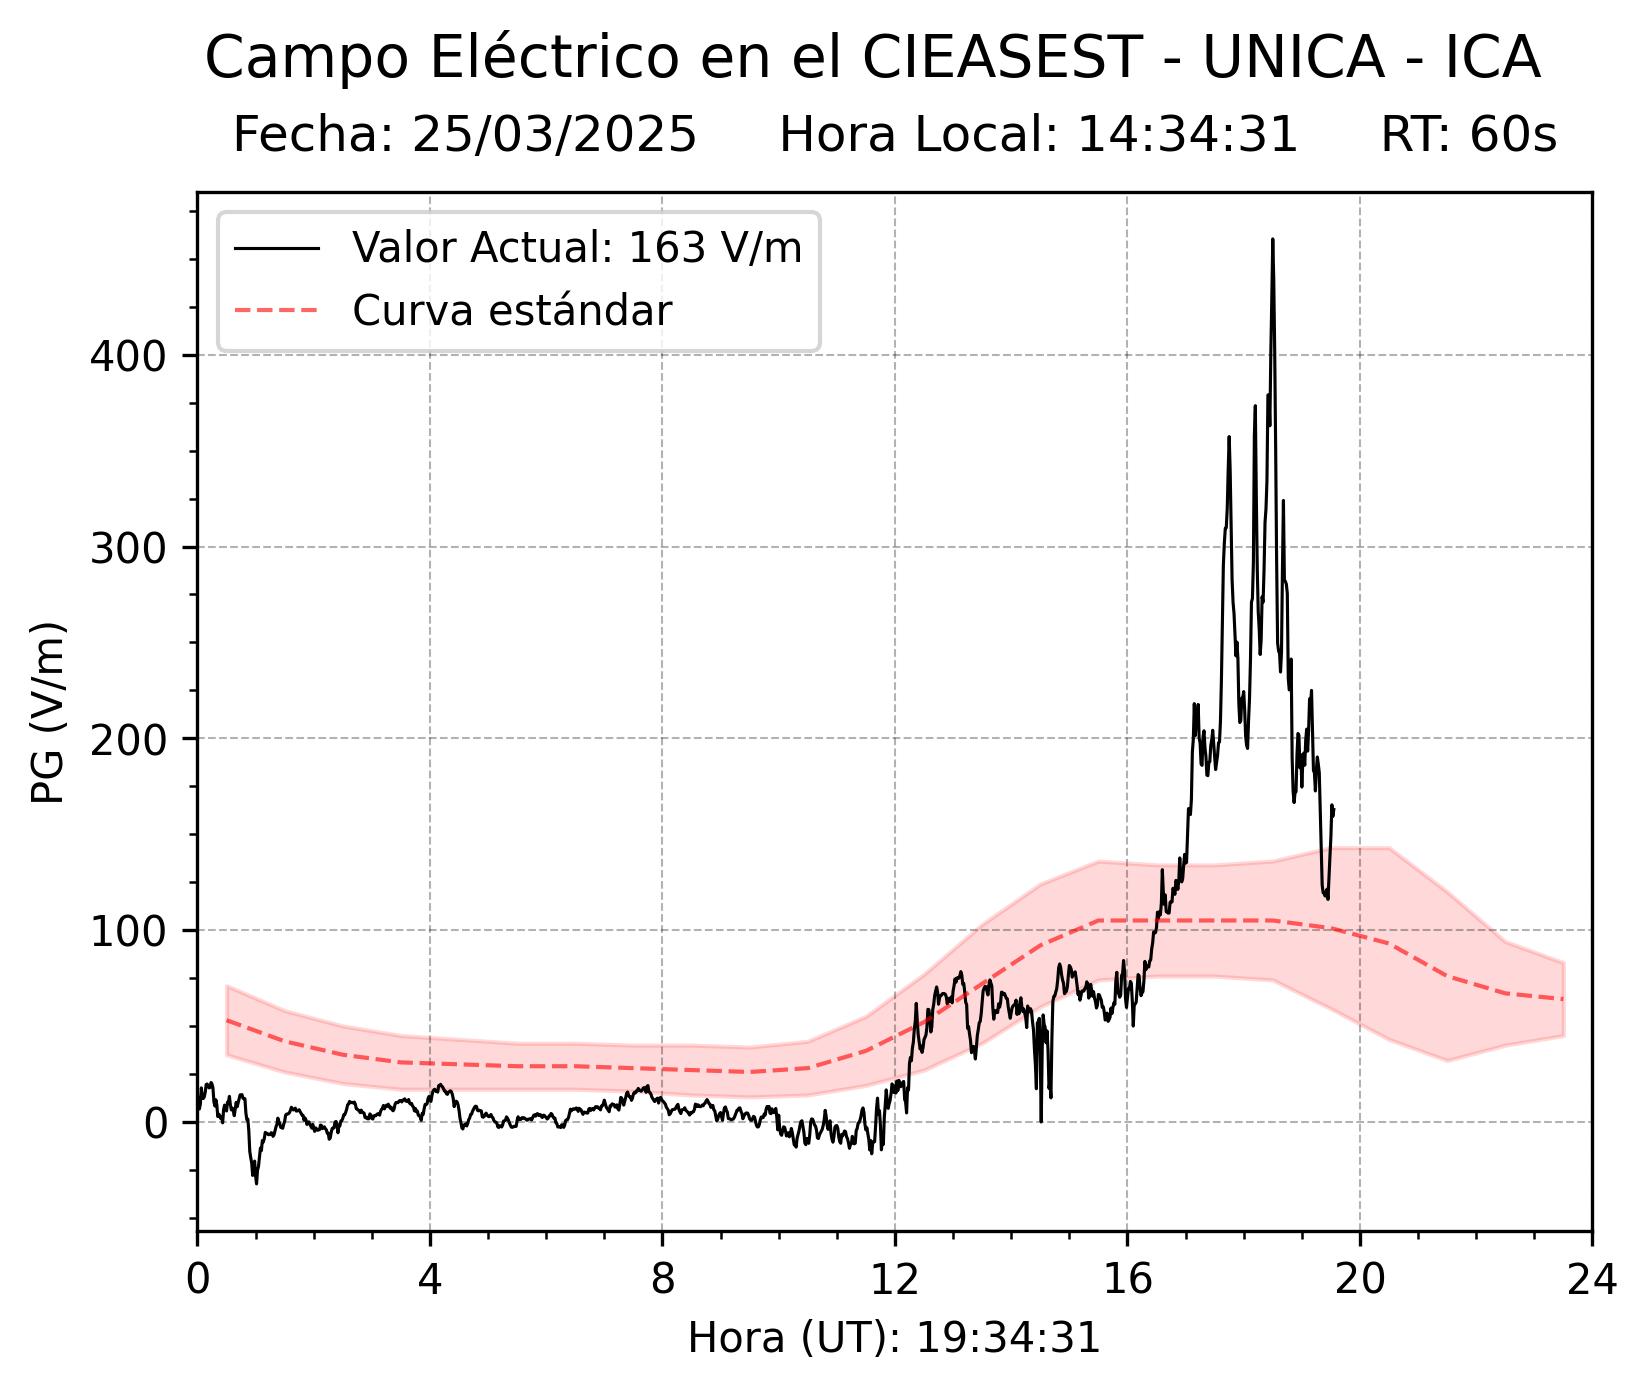 Campo Eléctrico en el CIEASEST - UNICA - ICA
Fecha: 25/03/2025 Hora Local: 14:34:31 RT: 60s
Valor Actual: 163 V/m
Curva estándar
PG (V/m)
400
300
200
100
0
0 4 8 12 16 20 24
Hora (UT): 19:34:31